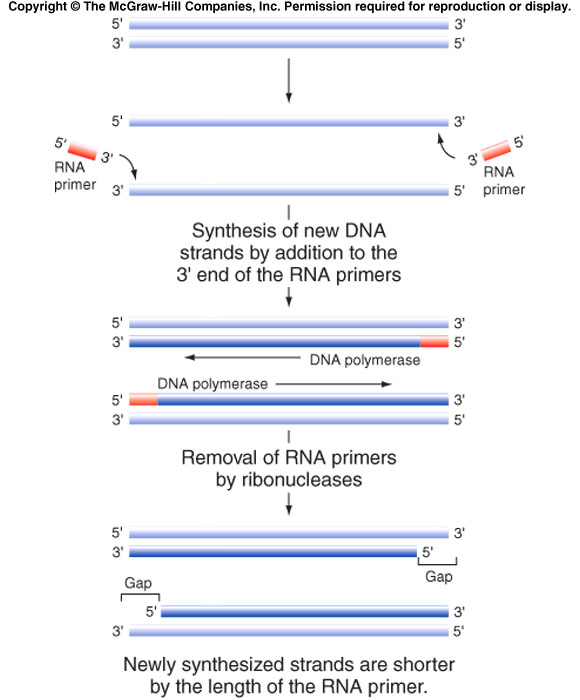 Copyright © The McGraw-Hill Companies, Inc. Permission required for reproduction or display.
5' 3'
3' 5'
5' 3'
5' 3' 3' 5'
RNA primer
RNA primer
3' 5'
Synthesis of new DNA
strands by addition to the
3' end of the RNA primers
5' 3'
3' 5'
DNA polymerase
DNA polymerase
5' 3'
3' 5'
Removal of RNA primers
by ribonucleases
5' 3'
3' 5'
Gap
Gap
5' 3'
3' 5'
Newly synthesized strands are shorter
by the length of the RNA primer.